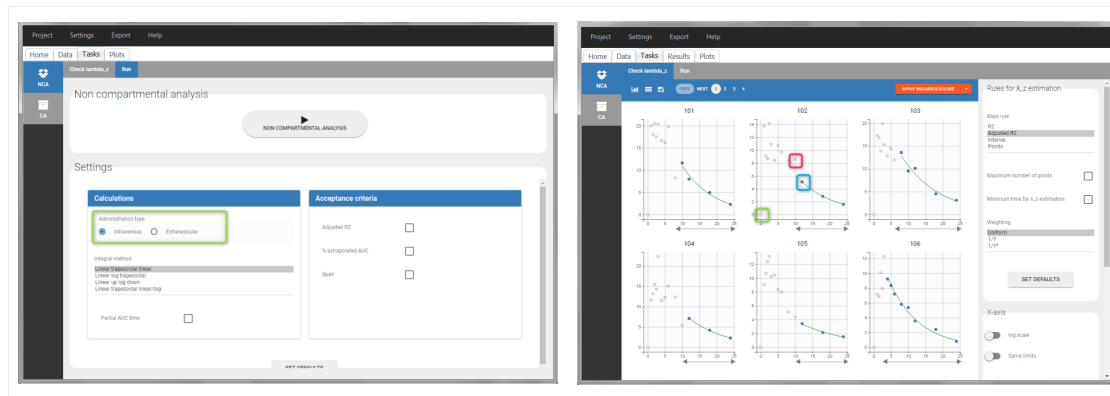 Project Settings Export Help
Home Data Tasks Plots
Check lambda_z Run
NCA
CA
Non compartmental analysis
NON COMPARTMENTAL ANALYSIS
Settings
Calculations
Administration type
Intravenous Extravascular
Integral method
Linear trapezoidal linear
Linear log trapezoidal
Linear up log down
Linear trapezoidal linear/log
Partial AUC time
Acceptance criteria
Adjusted R2
% extrapolated AUC
Span
SET DEFAULTS
Project Settings Export Help
Home Data Tasks Results Plots
Check lambda_z Run
NCA
CA
PREV NEXT 1 2 3 4
APPLY INCLUDE/EXCLUDE
101 102 103
104 105 106
Rules for λ_z estimation
Main rule
R2
Adjusted R2
Interval
Points
Maximum number of points
Minimum time for λ_z estimation
Weighting
Uniform
1/Y
1/Y²
SET DEFAULTS
X-axis
log scale
Same limits